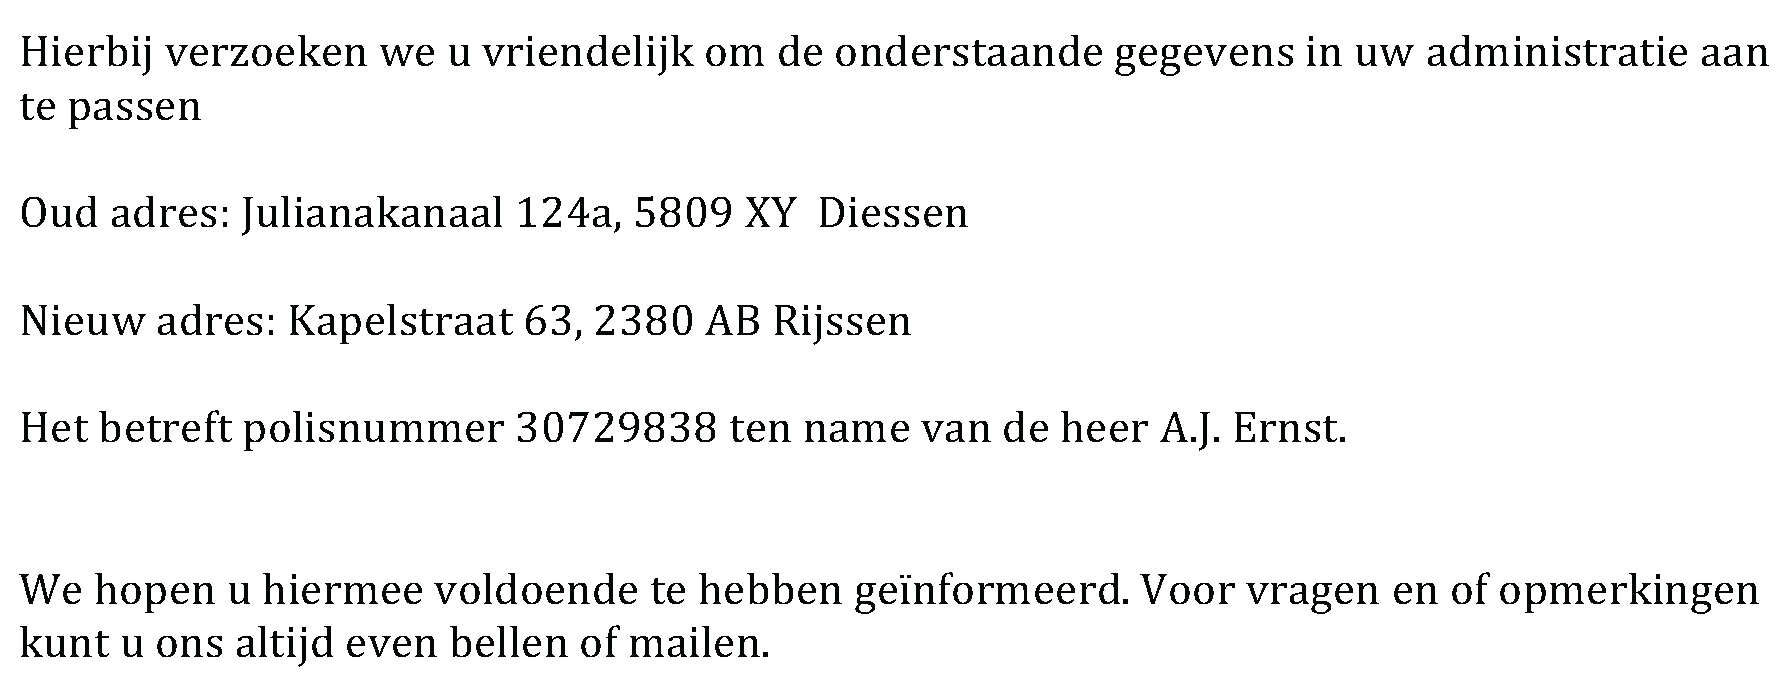 Hierbij verzoeken we u vriendelijk om de onderstaande gegevens in uw administratie aan
te passen
Oud adres: Julianakanaal 124a, 5809 XY  Diessen
Nieuw adres: Kapelstraat 63, 2380 AB Rijssen
Het betreft polisnummer 30729838 ten name van de heer A.J. Ernst.
We hopen u hiermee voldoende te hebben geïnformeerd. Voor vragen en of opmerkingen
kunt u ons altijd even bellen of mailen.